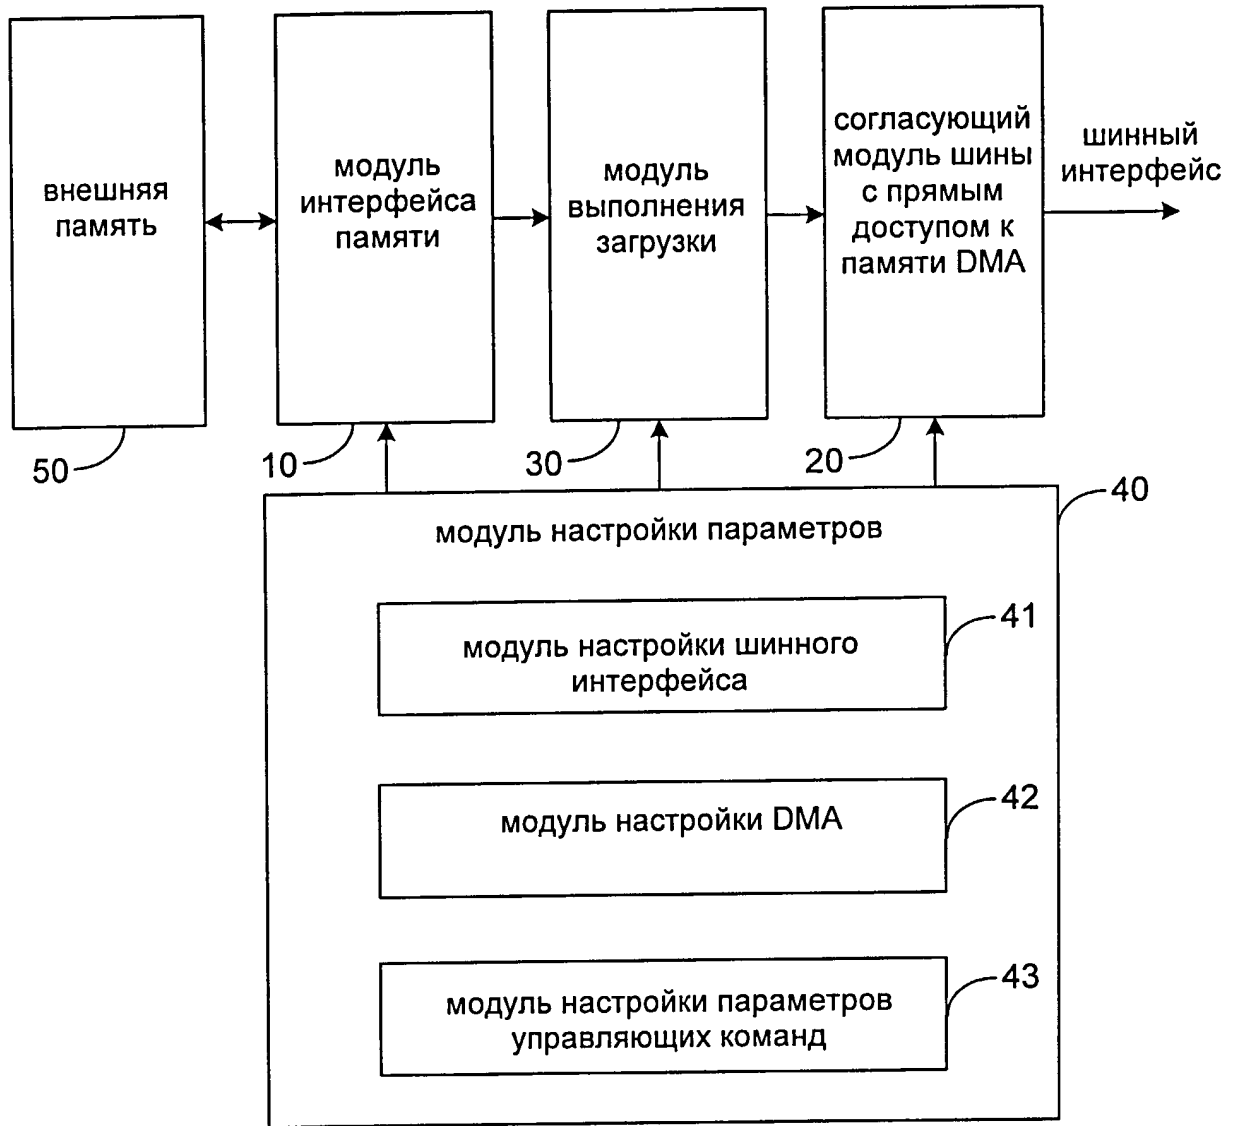 внешняя
память
модуль
интерфейса
памяти
модуль
выполнения
загрузки
согласующий
модуль шины
с прямым
доступом к
памяти DMA
шинный
интерфейс
50
10
30
20
40
модуль настройки параметров
41
модуль настройки шинного
интерфейса
42
модуль настройки DMA
43
модуль настройки параметров
управляющих команд